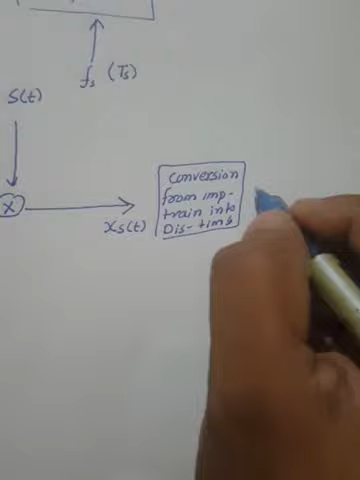 fs (Ts)
S(t)
X
xs(t)
Conversion
from imp-
train into
Dis-time